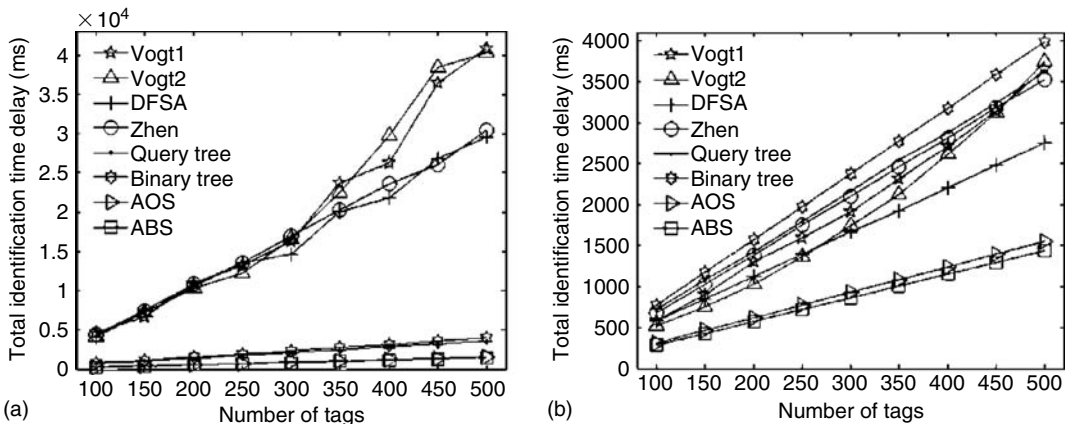 × 10⁴
Total identification time delay (ms)
4
3.5
3
2.5
2
1.5
1
0.5
0
Vogt1
Vogt2
DFSA
Zhen
Query tree
Binary tree
AOS
ABS
100 150 200 250 300 350 400 450 500
Number of tags
(a)
Total identification time delay (ms)
4000
3500
3000
2500
2000
1500
1000
500
0
Vogt1
Vogt2
DFSA
Zhen
Query tree
Binary tree
AOS
ABS
100 150 200 250 300 350 400 450 500
Number of tags
(b)